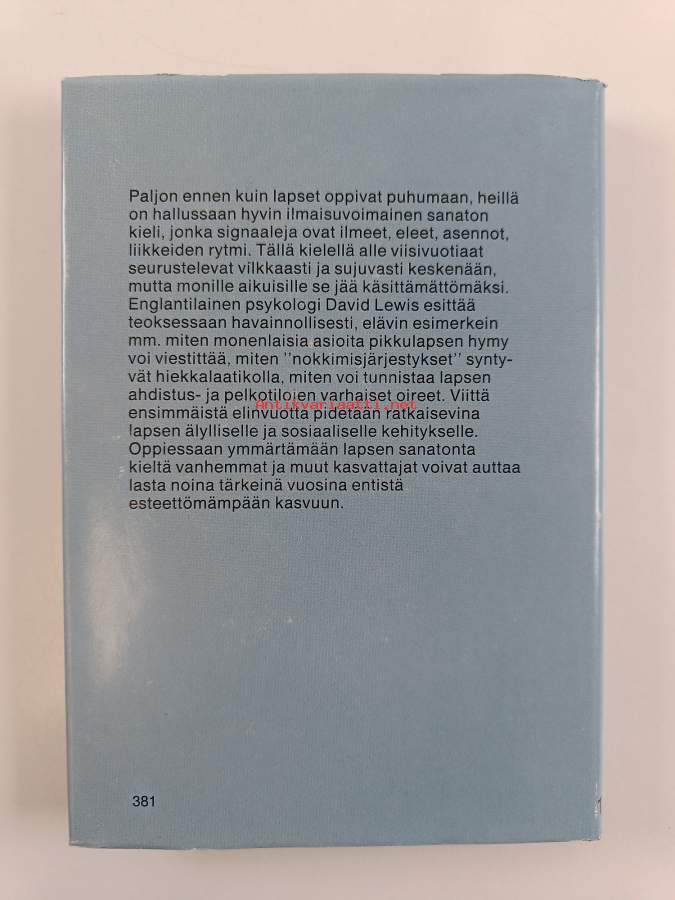 Paljon ennen kuin lapset oppivat puhumaan, heillä
on hallussaan hyvin ilmaisuvoimainen sanaton
kieli, jonka signaaleja ovat ilmeet, eleet, asennot,
liikkeiden rytmi. Tällä kielellä alle viisivuotiaat
seurustelevat vilkkaasti ja sujuvasti keskenään,
mutta monille aikuisille se jää käsittämättömäksi.
Englantilainen psykologi David Lewis esittää
teoksessaan havainnollisesti, elävin esimerkein
mm. miten monenlaisia asioita pikkulapsen hymy
voi viestittää, miten "nokkimisjärjestykset" synty-
vät hiekkalaatikolla, miten voi tunnistaa lapsen
ahdistus- ja pelkotilojen varhaiset oireet. Viittä
Antikvariaatti.net
ensimmäistä elinvuotta pidetään ratkaisevina
lapsen älylliselle ja sosiaaliselle kehitykselle.
Oppiessaan ymmärtämään lapsen sanatonta
kieltä vanhemmat ja muut kasvattajat voivat auttaa
lasta noina tärkeinä vuosina entistä
esteettömämpään kasvuun.
381